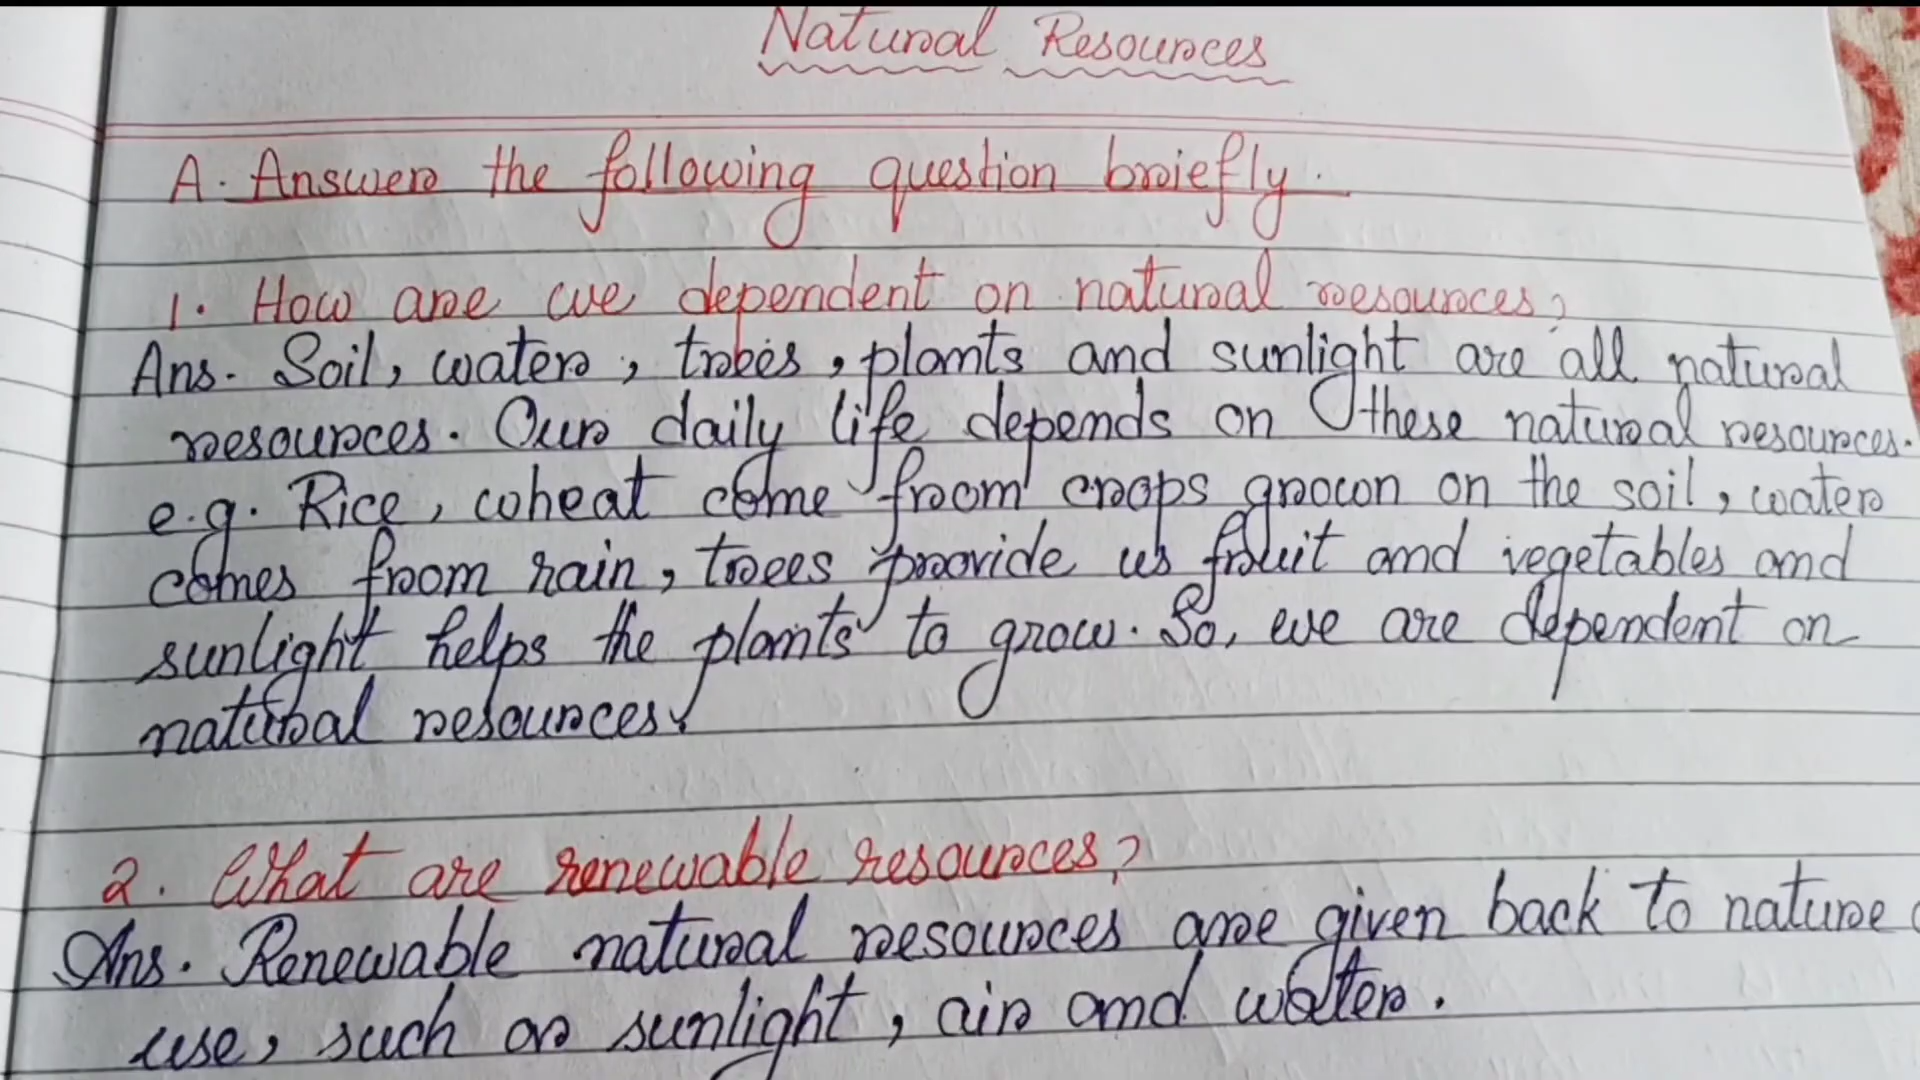 Natural Resources
A. Answer the following question briefly.
1. How are we dependent on natural resources?
Ans. Soil, water, trees, plants and sunlight are all natural
resources. Our daily life depends on these natural resources.
e.g. Rice, wheat come from crops grown on the soil, water
comes from rain, trees provide us fruit and vegetables and
sunlight helps the plants to grow. So, we are dependent on
natural resources.
2. What are renewable resources?
Ans. Renewable natural resources are given back to nature
use, such as sunlight, air and water.